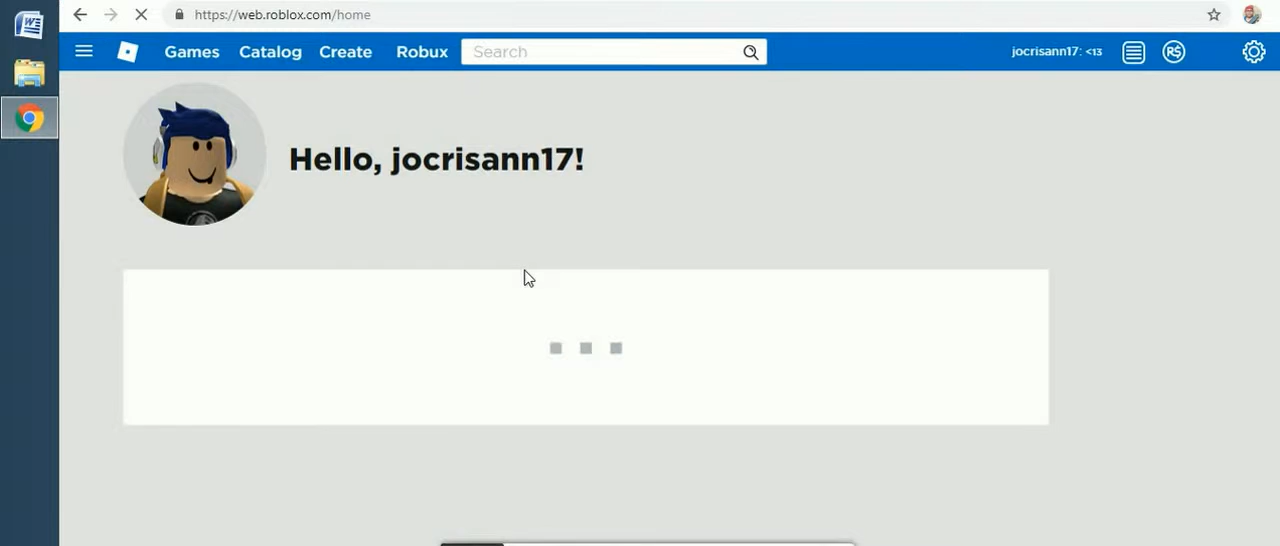 https://web.roblox.com/home
Games Catalog Create Robux Search jocrisann17: <13 R$
Hello, jocrisann17!